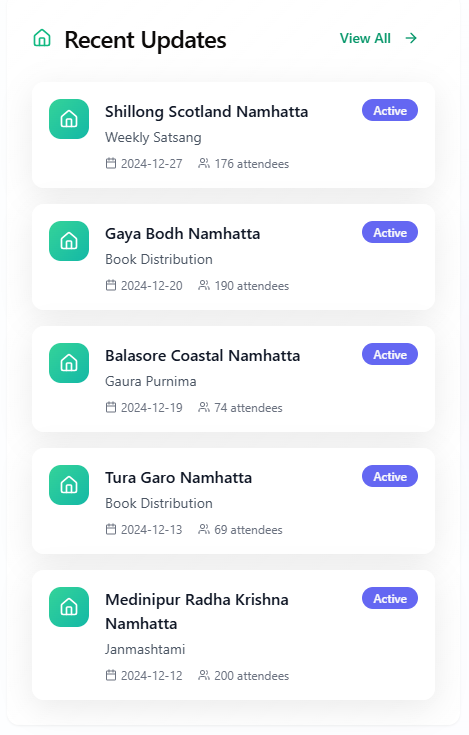 Recent Updates
View All
Shillong Scotland Namhatta
Active
Weekly Satsang
2024-12-27 176 attendees
Gaya Bodh Namhatta
Active
Book Distribution
2024-12-20 190 attendees
Balasore Coastal Namhatta
Active
Gaura Purnima
2024-12-19 74 attendees
Tura Garo Namhatta
Active
Book Distribution
2024-12-13 69 attendees
Medinipur Radha Krishna
Namhatta
Active
Janmashtami
2024-12-12 200 attendees